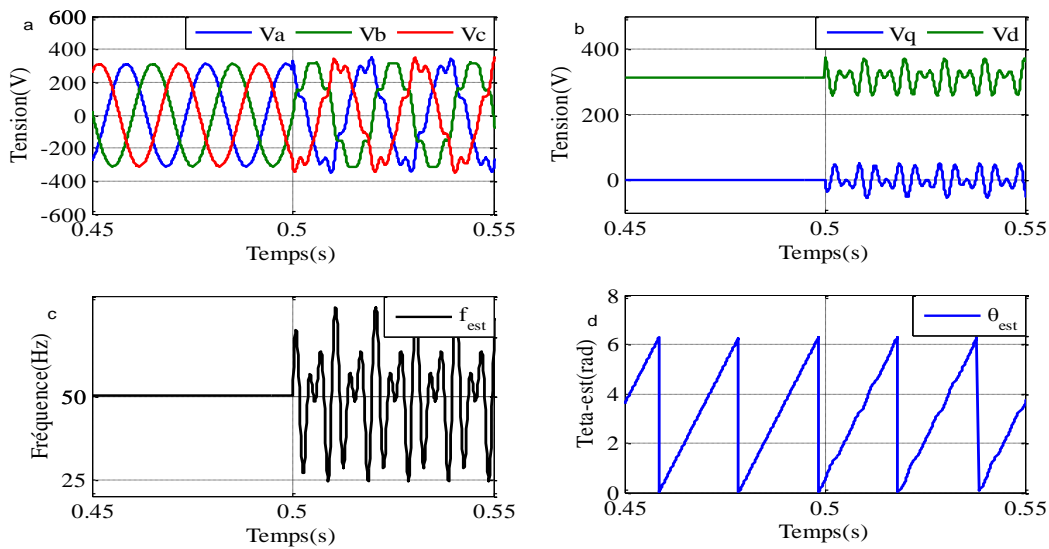 a
600
400
200
0
-200
-400
-600
Tension(V)
Va Vb Vc
0.45 0.5 0.55
Temps(s)
b
400
200
0
Tension(V)
Vq Vd
0.45 0.5 0.55
Temps(s)
c
50
25
Fréquence(Hz)
f_est
0.45 0.5 0.55
Temps(s)
d
8
6
4
2
0
Teta-est(rad)
θ_est
0.45 0.5 0.55
Temps(s)